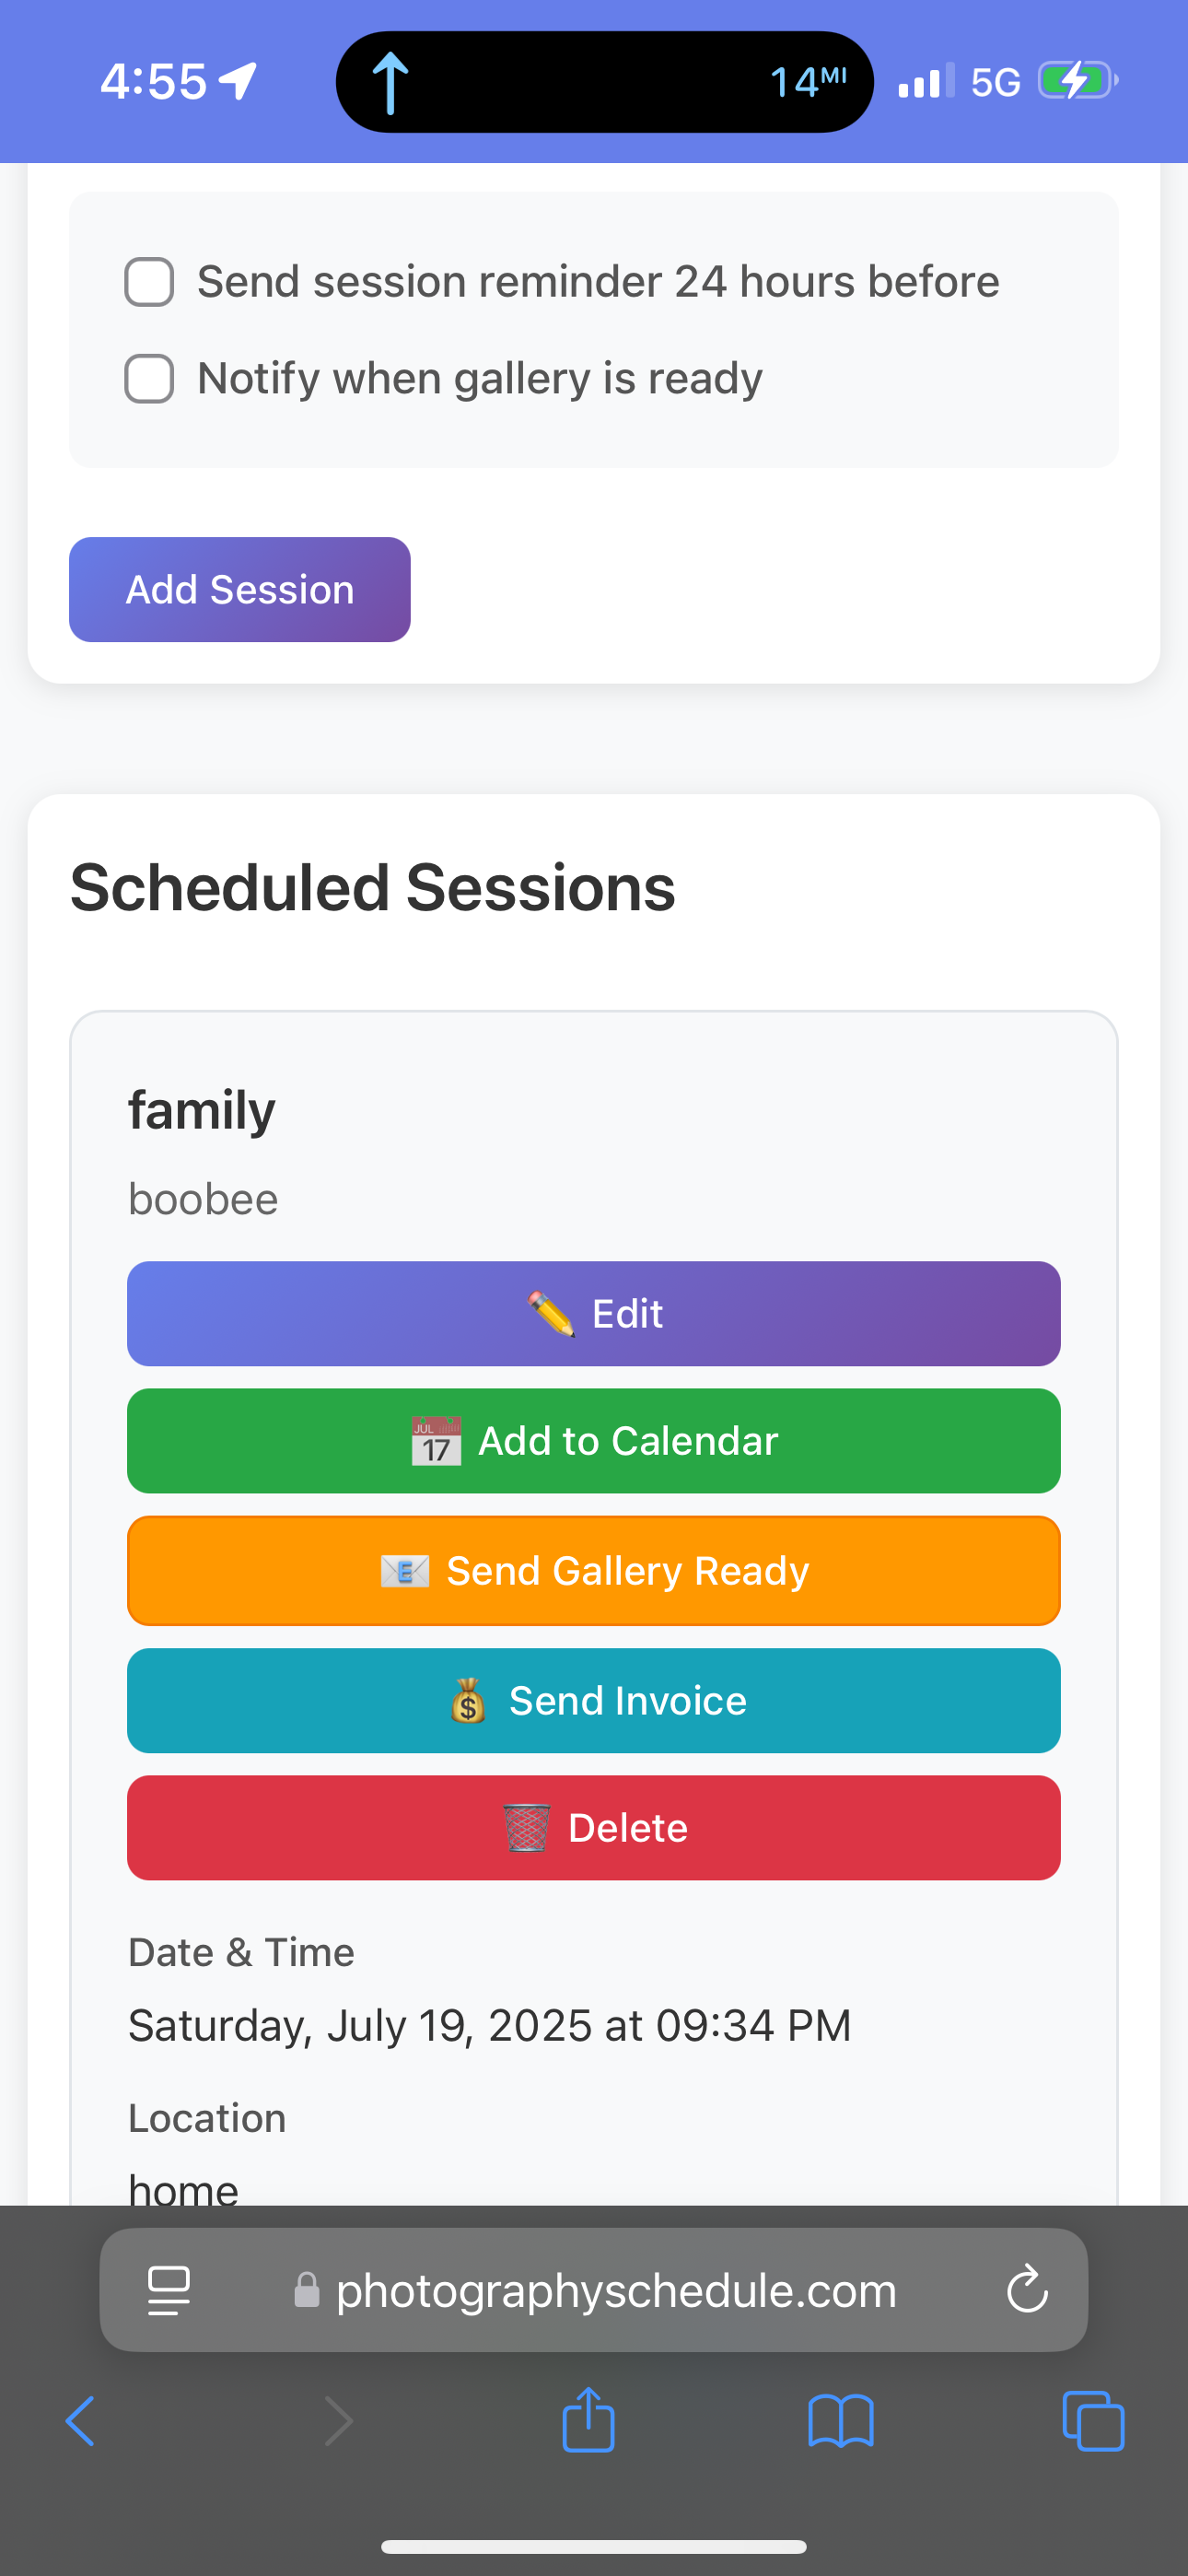 4:55
14MI
5G
Send session reminder 24 hours before
Notify when gallery is ready
Add Session
Scheduled Sessions
family
boobee
Edit
JUL
17
Add to Calendar
E
Send Gallery Ready
$
Send Invoice
Delete
Date & Time
Saturday, July 19, 2025 at 09:34 PM
Location
home
photographyschedule.com